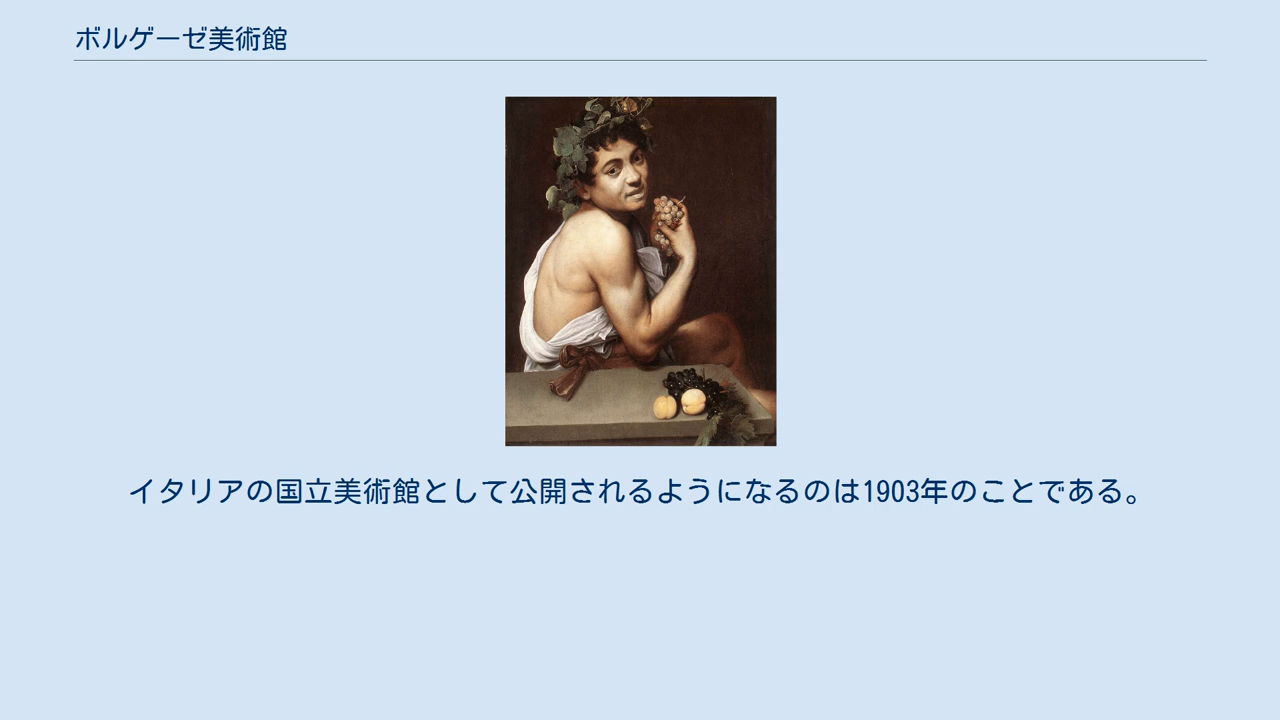 ボルゲーゼ美術館
イタリアの国立美術館として公開されるようになるのは1903年のことである。